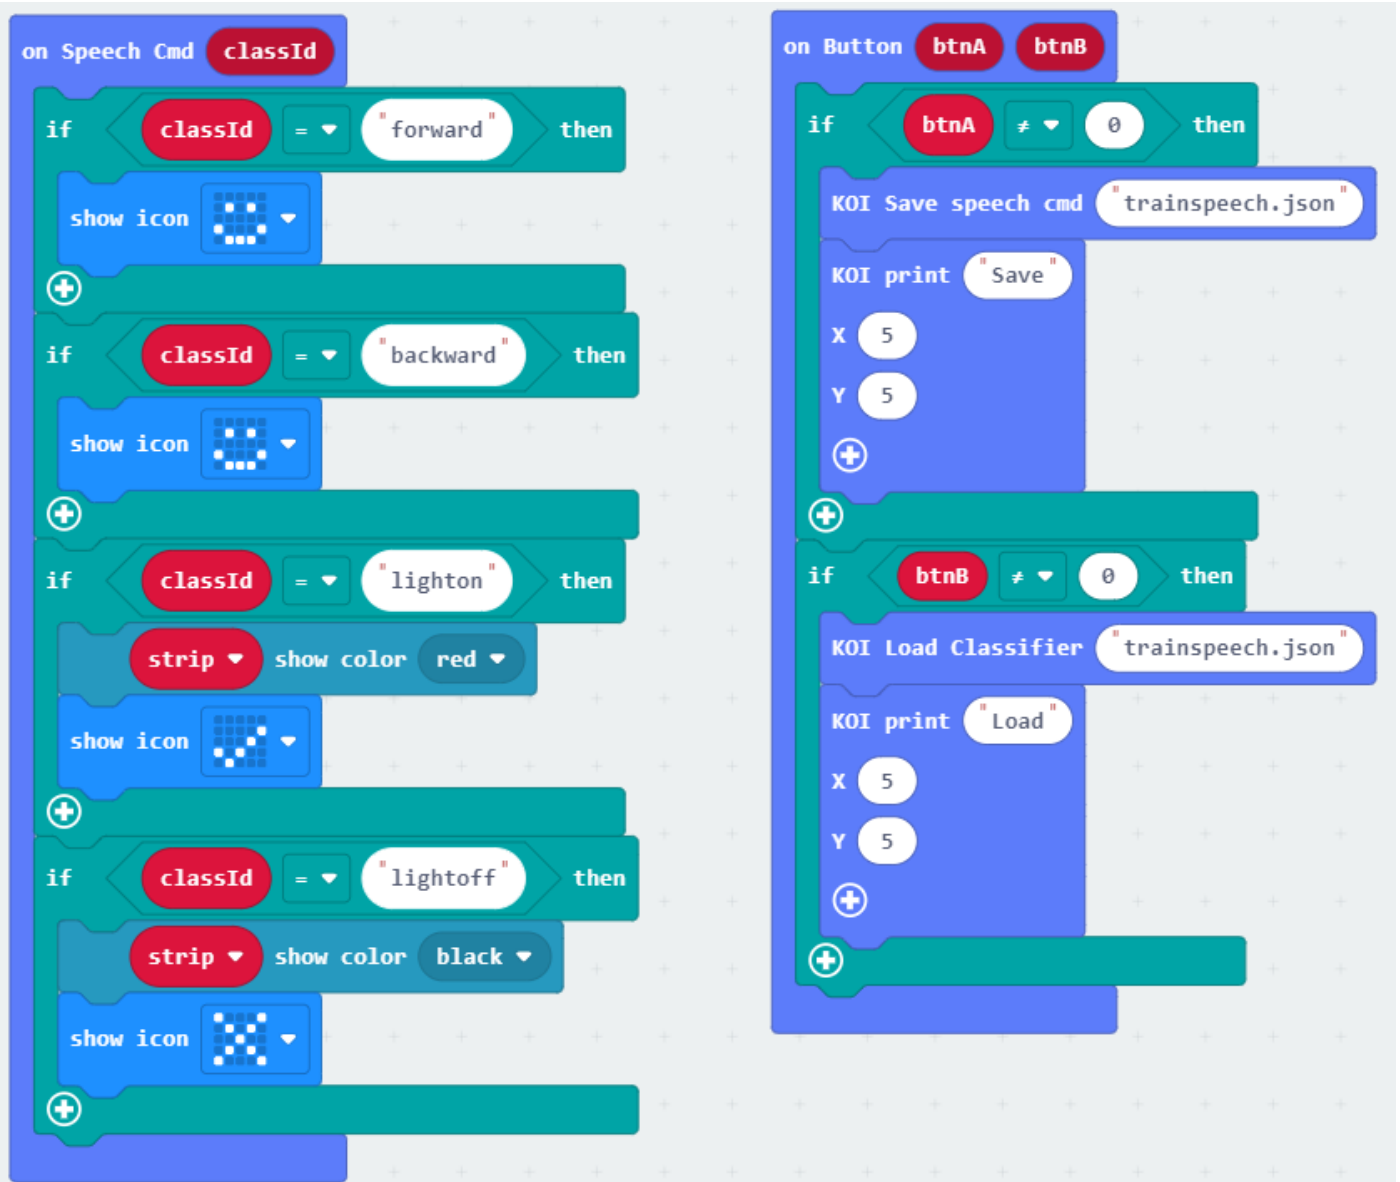 on Speech Cmd classId
if classId = "forward" then
show icon
if classId = "backward" then
show icon
if classId = "lighton" then
strip show color red
show icon
if classId = "lightoff" then
strip show color black
show icon
on Button btnA btnB
if btnA ≠ 0 then
KOI Save speech cmd "trainspeech.json"
KOI print "Save"
X 5
Y 5
if btnB ≠ 0 then
KOI Load Classifier "trainspeech.json"
KOI print "Load"
X 5
Y 5